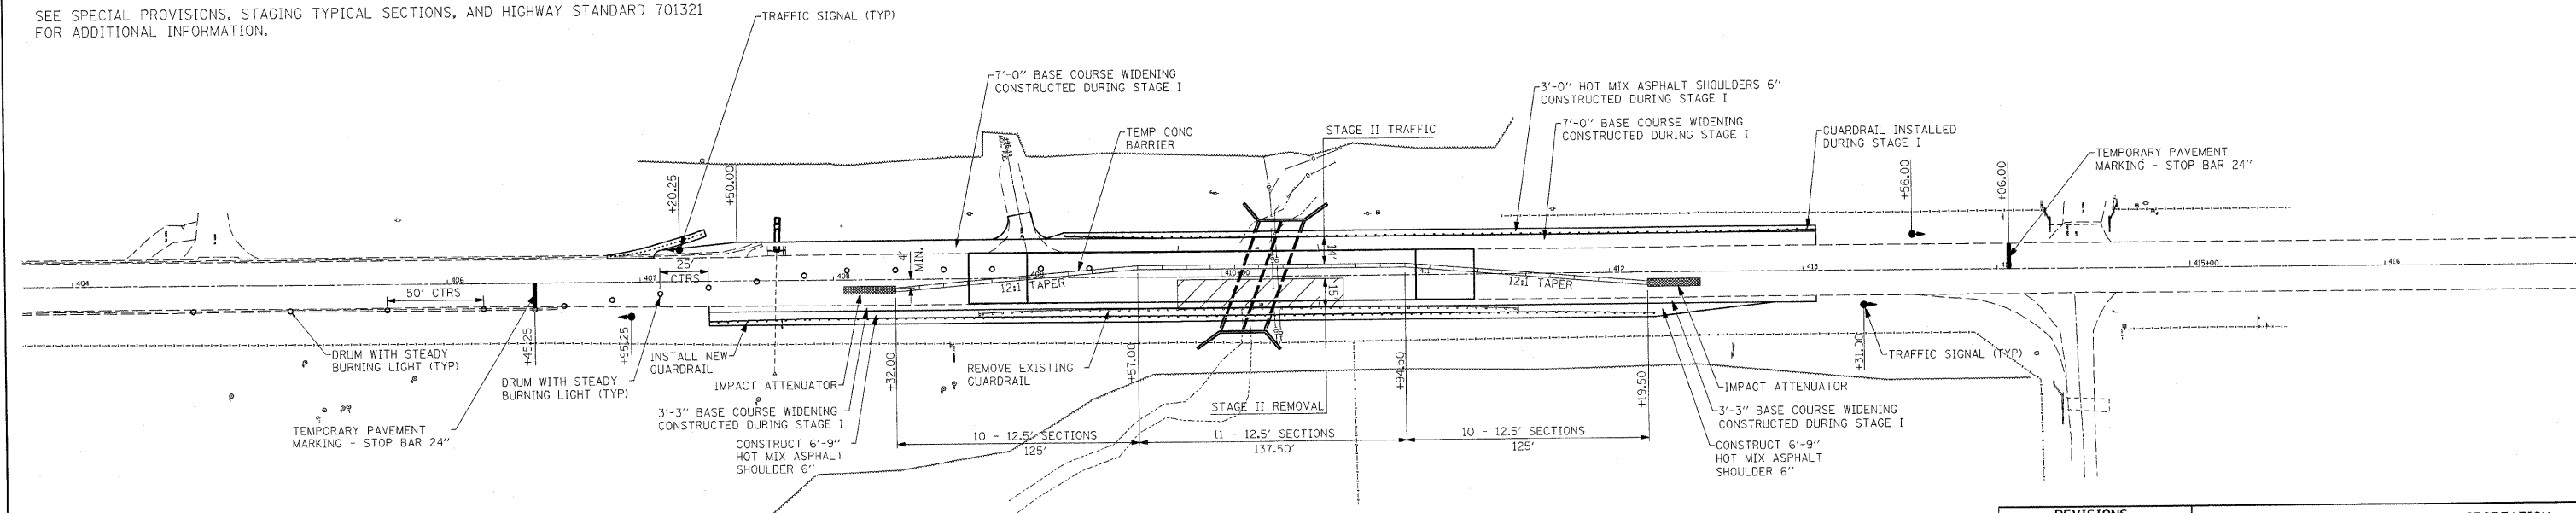 SEE SPECIAL PROVISIONS, STAGING TYPICAL SECTIONS, AND HIGHWAY STANDARD 701321
FOR ADDITIONAL INFORMATION.
TRAFFIC SIGNAL (TYP)
7'-0" BASE COURSE WIDENING
CONSTRUCTED DURING STAGE I
3'-0" HOT MIX ASPHALT SHOULDERS 6"
CONSTRUCTED DURING STAGE I
7'-0" BASE COURSE WIDENING
CONSTRUCTED DURING STAGE I
TEMP CONC
BARRIER
STAGE II TRAFFIC
GUARDRAIL INSTALLED
DURING STAGE I
TEMPORARY PAVEMENT
MARKING - STOP BAR 24"
+20.25
+50.00
+56.00
+06.00
404
406
407
408
411
412
413
415+00
416
50' CTRS
25'
CTRS
4'
MIN.
12:1 TAPER
11'
15'
12:1 TAPER
+45.25
+95.25
+32.00
+57.00
+94.50
+19.50
+31.00
DRUM WITH STEADY
BURNING LIGHT (TYP)
DRUM WITH STEADY
BURNING LIGHT (TYP)
INSTALL NEW
GUARDRAIL
IMPACT ATTENUATOR
REMOVE EXISTING
GUARDRAIL
TRAFFIC SIGNAL (TYP)
IMPACT ATTENUATOR
3'-3" BASE COURSE WIDENING
CONSTRUCTED DURING STAGE I
STAGE II REMOVAL
3'-3" BASE COURSE WIDENING
CONSTRUCTED DURING STAGE I
TEMPORARY PAVEMENT
MARKING - STOP BAR 24"
CONSTRUCT 6'-9"
HOT MIX ASPHALT
SHOULDER 6"
10 - 12.5' SECTIONS
125'
11 - 12.5' SECTIONS
137.50'
10 - 12.5' SECTIONS
125'
CONSTRUCT 6'-9"
HOT MIX ASPHALT
SHOULDER 6"
REVISIONS